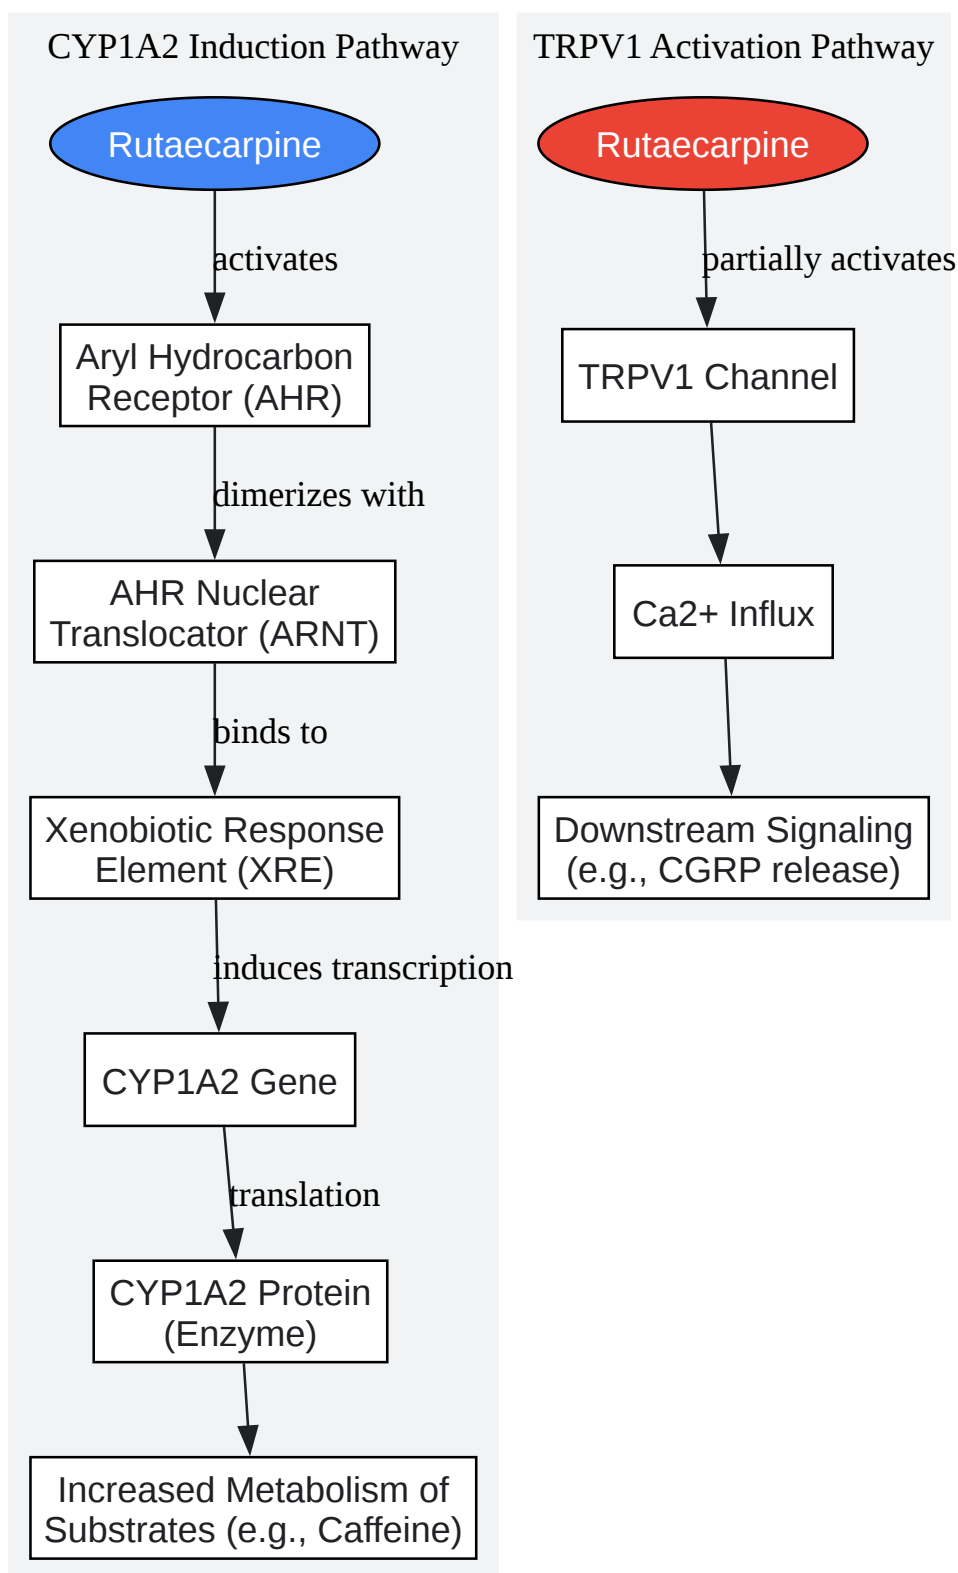 CYP1A2 Induction Pathway
Rutaecarpine
activates
Aryl Hydrocarbon
Receptor (AHR)
dimerizes with
AHR Nuclear
Translocator (ARNT)
binds to
Xenobiotic Response
Element (XRE)
induces transcription
CYP1A2 Gene
translation
CYP1A2 Protein
(Enzyme)
Increased Metabolism of
Substrates (e.g., Caffeine)
TRPV1 Activation Pathway
Rutaecarpine
partially activates
TRPV1 Channel
Ca2+ Influx
Downstream Signaling
(e.g., CGRP release)